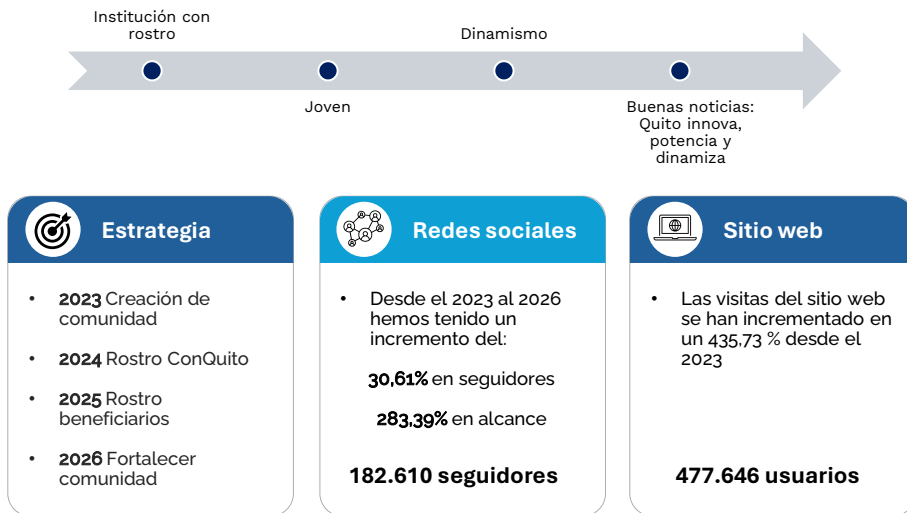 Institución con
rostro
Joven
Dinamismo
Buenas noticias:
Quito innova,
potencia y
dinamiza
Estrategia
• 2023 Creación de
comunidad
• 2024 Rostro ConQuito
• 2025 Rostro
beneficiarios
• 2026 Fortalecer
comunidad
Redes sociales
• Desde el 2023 al 2026
hemos tenido un
incremento del:
30,61% en seguidores
283,39% en alcance
182.610 seguidores
Sitio web
• Las visitas del sitio web
se han incrementado en
un 435,73 % desde el
2023
477.646 usuarios